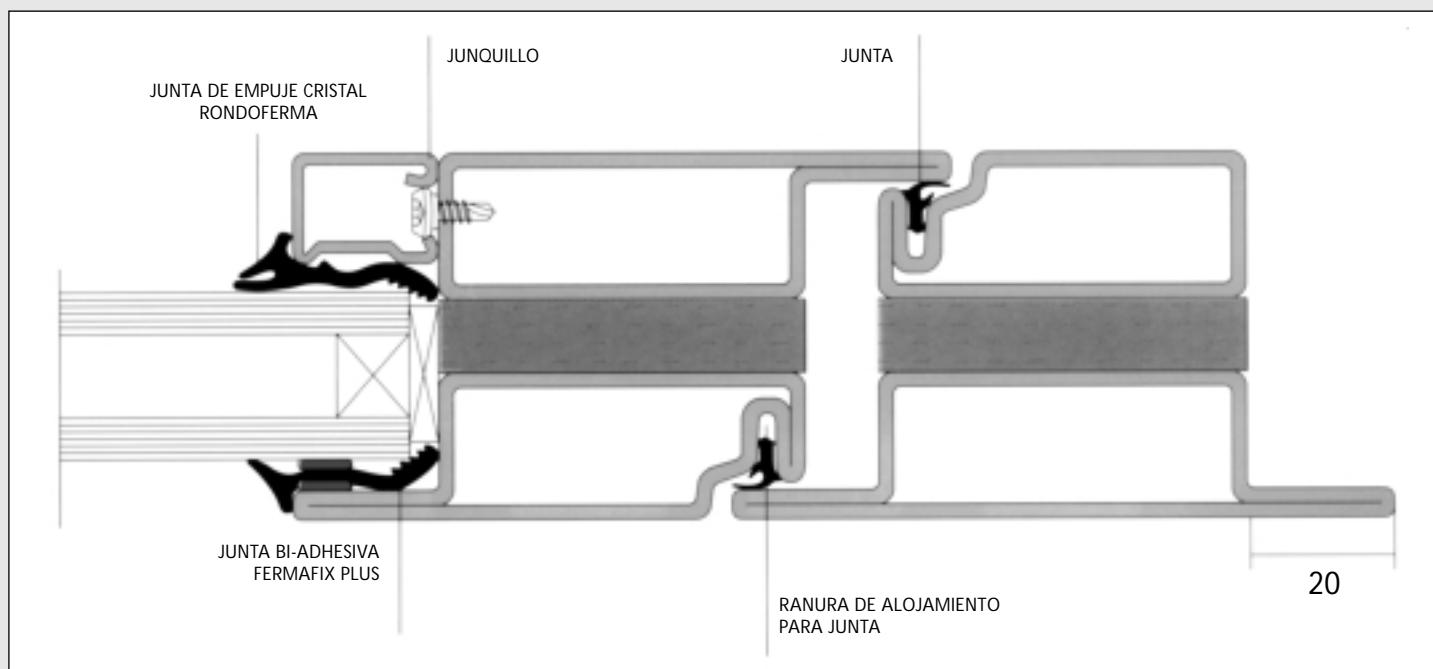 JUNQUILLO
JUNTA
JUNTA DE EMPUJE CRISTAL
RONDOFERMA
JUNTA BI-ADHESIVA
FERMAFIX PLUS
20
RANURA DE ALOJAMIENTO
PARA JUNTA